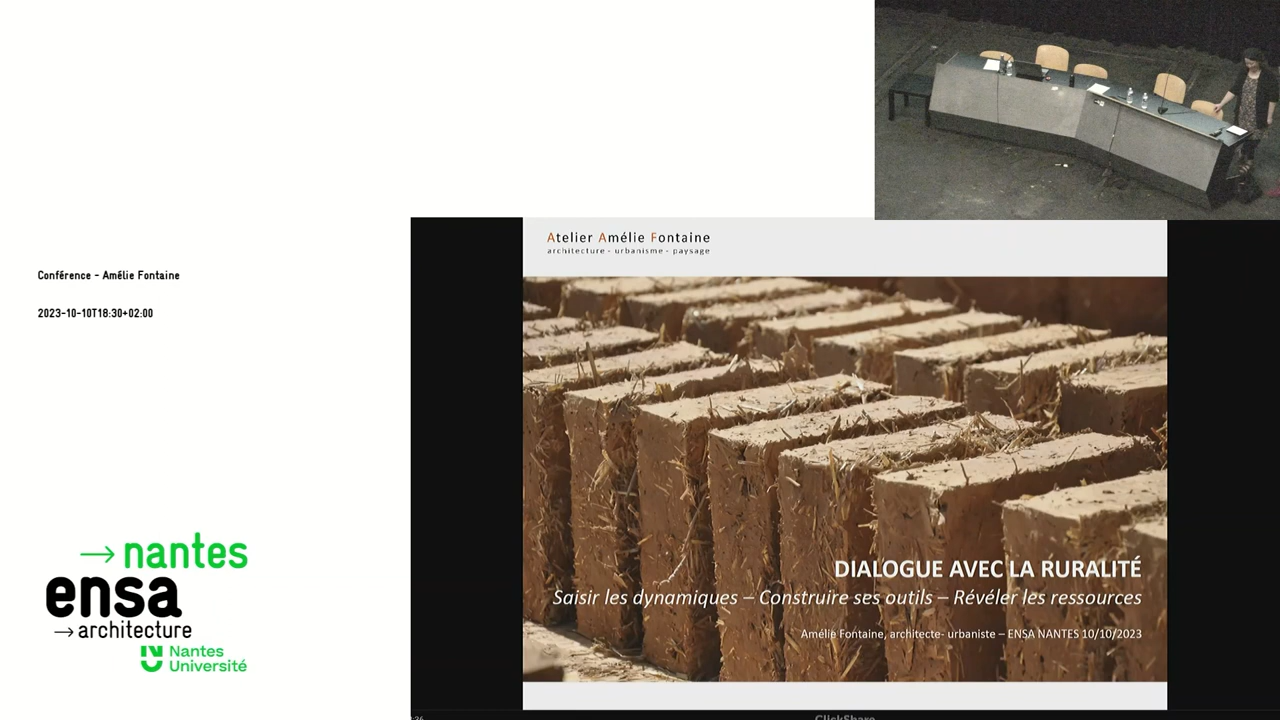 Atelier Amélie Fontaine
architecture - urbanisme - paysage
Conférence - Amélie Fontaine
2023-10-10T18:30+02:00
DIALOGUE AVEC LA RURALITÉ
Saisir les dynamiques – Construire ses outils – Révéler les ressources
Amélie Fontaine, architecte- urbaniste – ENSA NANTES 10/10/2023
→ nantes
ensa
→ architecture
Nantes
Université
ClickShare